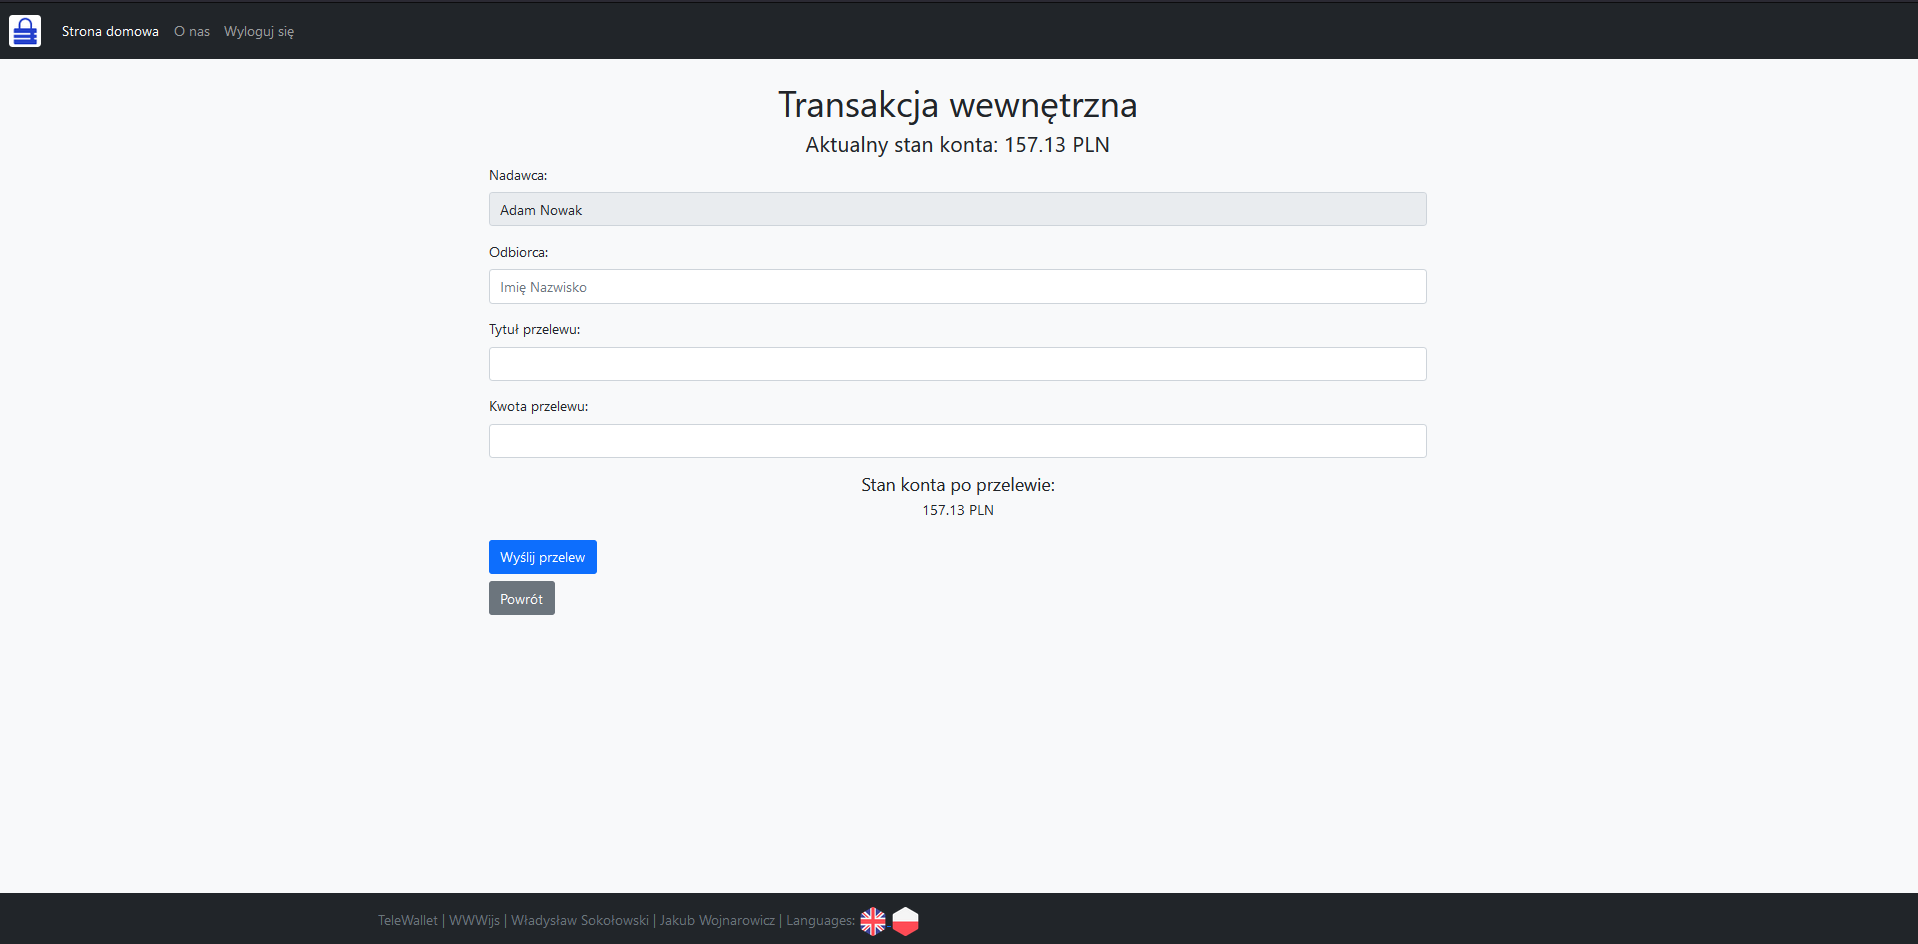 Strona domowa O nas Wyloguj się
Transakcja wewnętrzna
Aktualny stan konta: 157.13 PLN
Nadawca:
Adam Nowak
Odbiorca:
Imię Nazwisko
Tytuł przelewu:
Kwota przelewu:
Stan konta po przelewie:
157.13 PLN
Wyślij przelew
Powrót
TeleWallet | WWWijs | Władysław Sokołowski | Jakub Wojnarowicz | Languages: